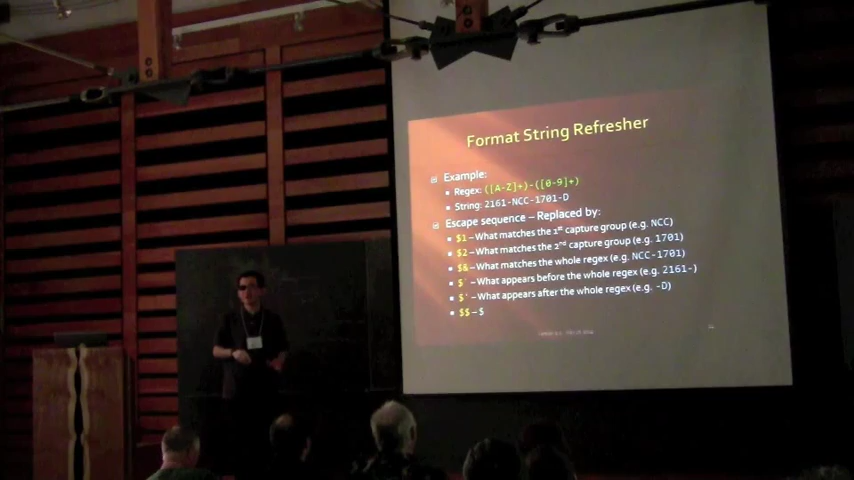 Format String Refresher
Example:
Regex: ([A-Z]+)-([0-9]+)
String: 2161-NCC-1701-D
Escape sequence – Replaced by:
$1 – What matches the 1st capture group (e.g. NCC)
$2 – What matches the 2nd capture group (e.g. 1701)
$& – What matches the whole regex (e.g. NCC-1701)
$` – What appears before the whole regex (e.g. 2161-)
$' – What appears after the whole regex (e.g. -D)
$$ – $